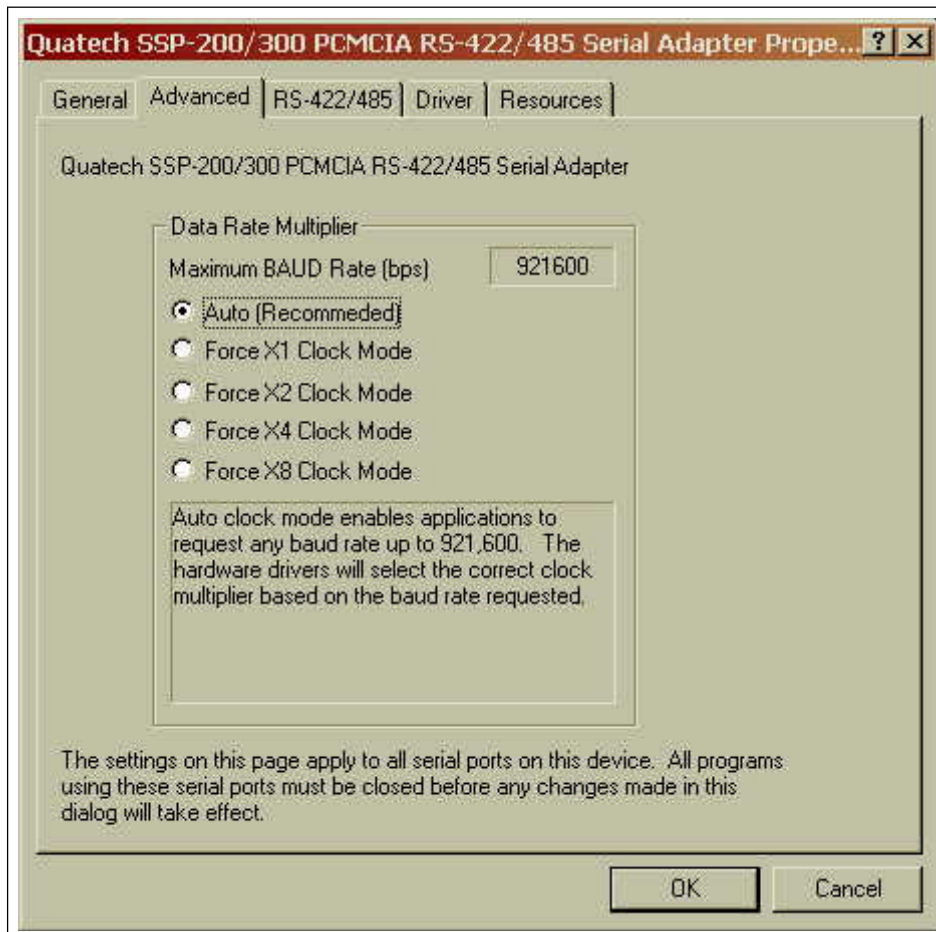 Quatech SSP-200/300 PCMCIA RS-422/485 Serial Adapter Prope... ? X
General Advanced RS-422/485 Driver Resources
Quatech SSP-200/300 PCMCIA RS-422/485 Serial Adapter
Data Rate Multiplier
Maximum BAUD Rate (bps) 921600
Auto (Recommeded)
Force X1 Clock Mode
Force X2 Clock Mode
Force X4 Clock Mode
Force X8 Clock Mode
Auto clock mode enables applications to
request any baud rate up to 921,600. The
hardware drivers will select the correct clock
multiplier based on the baud rate requested.
The settings on this page apply to all serial ports on this device. All programs
using these serial ports must be closed before any changes made in this
dialog will take effect.
OK Cancel